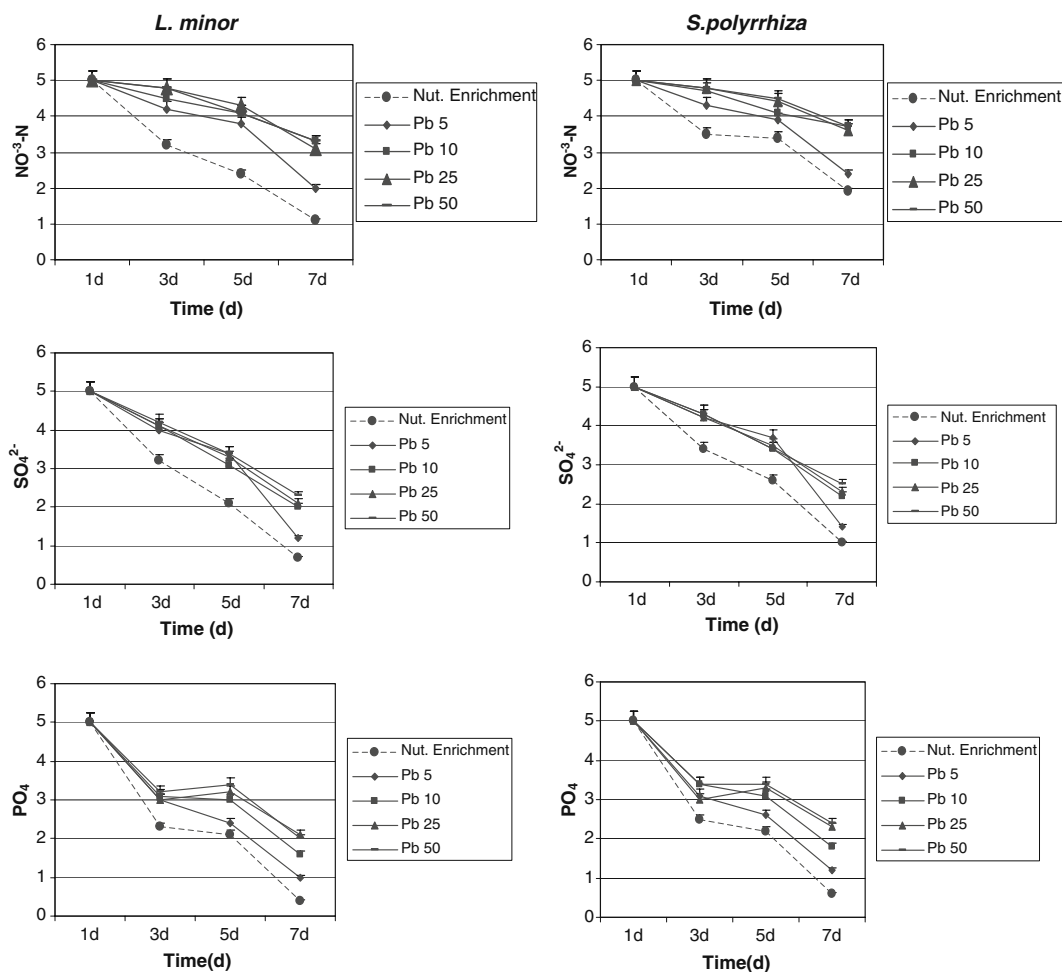 L. minor
6
5
4
3
2
1
0
NO⁻³-N
1d 3d 5d 7d
Time (d)
Nut. Enrichment
Pb 5
Pb 10
Pb 25
Pb 50
S.polyrrhiza
6
5
4
3
2
1
0
NO⁻³-N
1d 3d 5d 7d
Time (d)
Nut. Enrichment
Pb 5
Pb 10
Pb 25
Pb 50
6
5
4
3
2
1
0
SO₄²⁻
1d 3d 5d 7d
Time (d)
Nut. Enrichment
Pb 5
Pb 10
Pb 25
Pb 50
6
5
4
3
2
1
0
SO₄²⁻
1d 3d 5d 7d
Time (d)
Nut. Enrichment
Pb 5
Pb 10
Pb 25
Pb 50
6
5
4
3
2
1
0
PO₄
1d 3d 5d 7d
Time(d)
Nut. Enrichment
Pb 5
Pb 10
Pb 25
Pb 50
6
5
4
3
2
1
0
PO₄
1d 3d 5d 7d
Time(d)
Nut. Enrichment
Pb 5
Pb 10
Pb 25
Pb 50